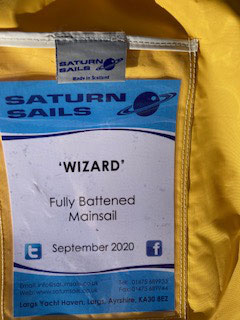 SATURN
SAILS
Made in Scotland
SATURN
SAILS
'WIZARD'
Fully Battened
Mainsail
September 2020
Largs Yacht Haven, Largs, Ayrshire, KA30 8EZ